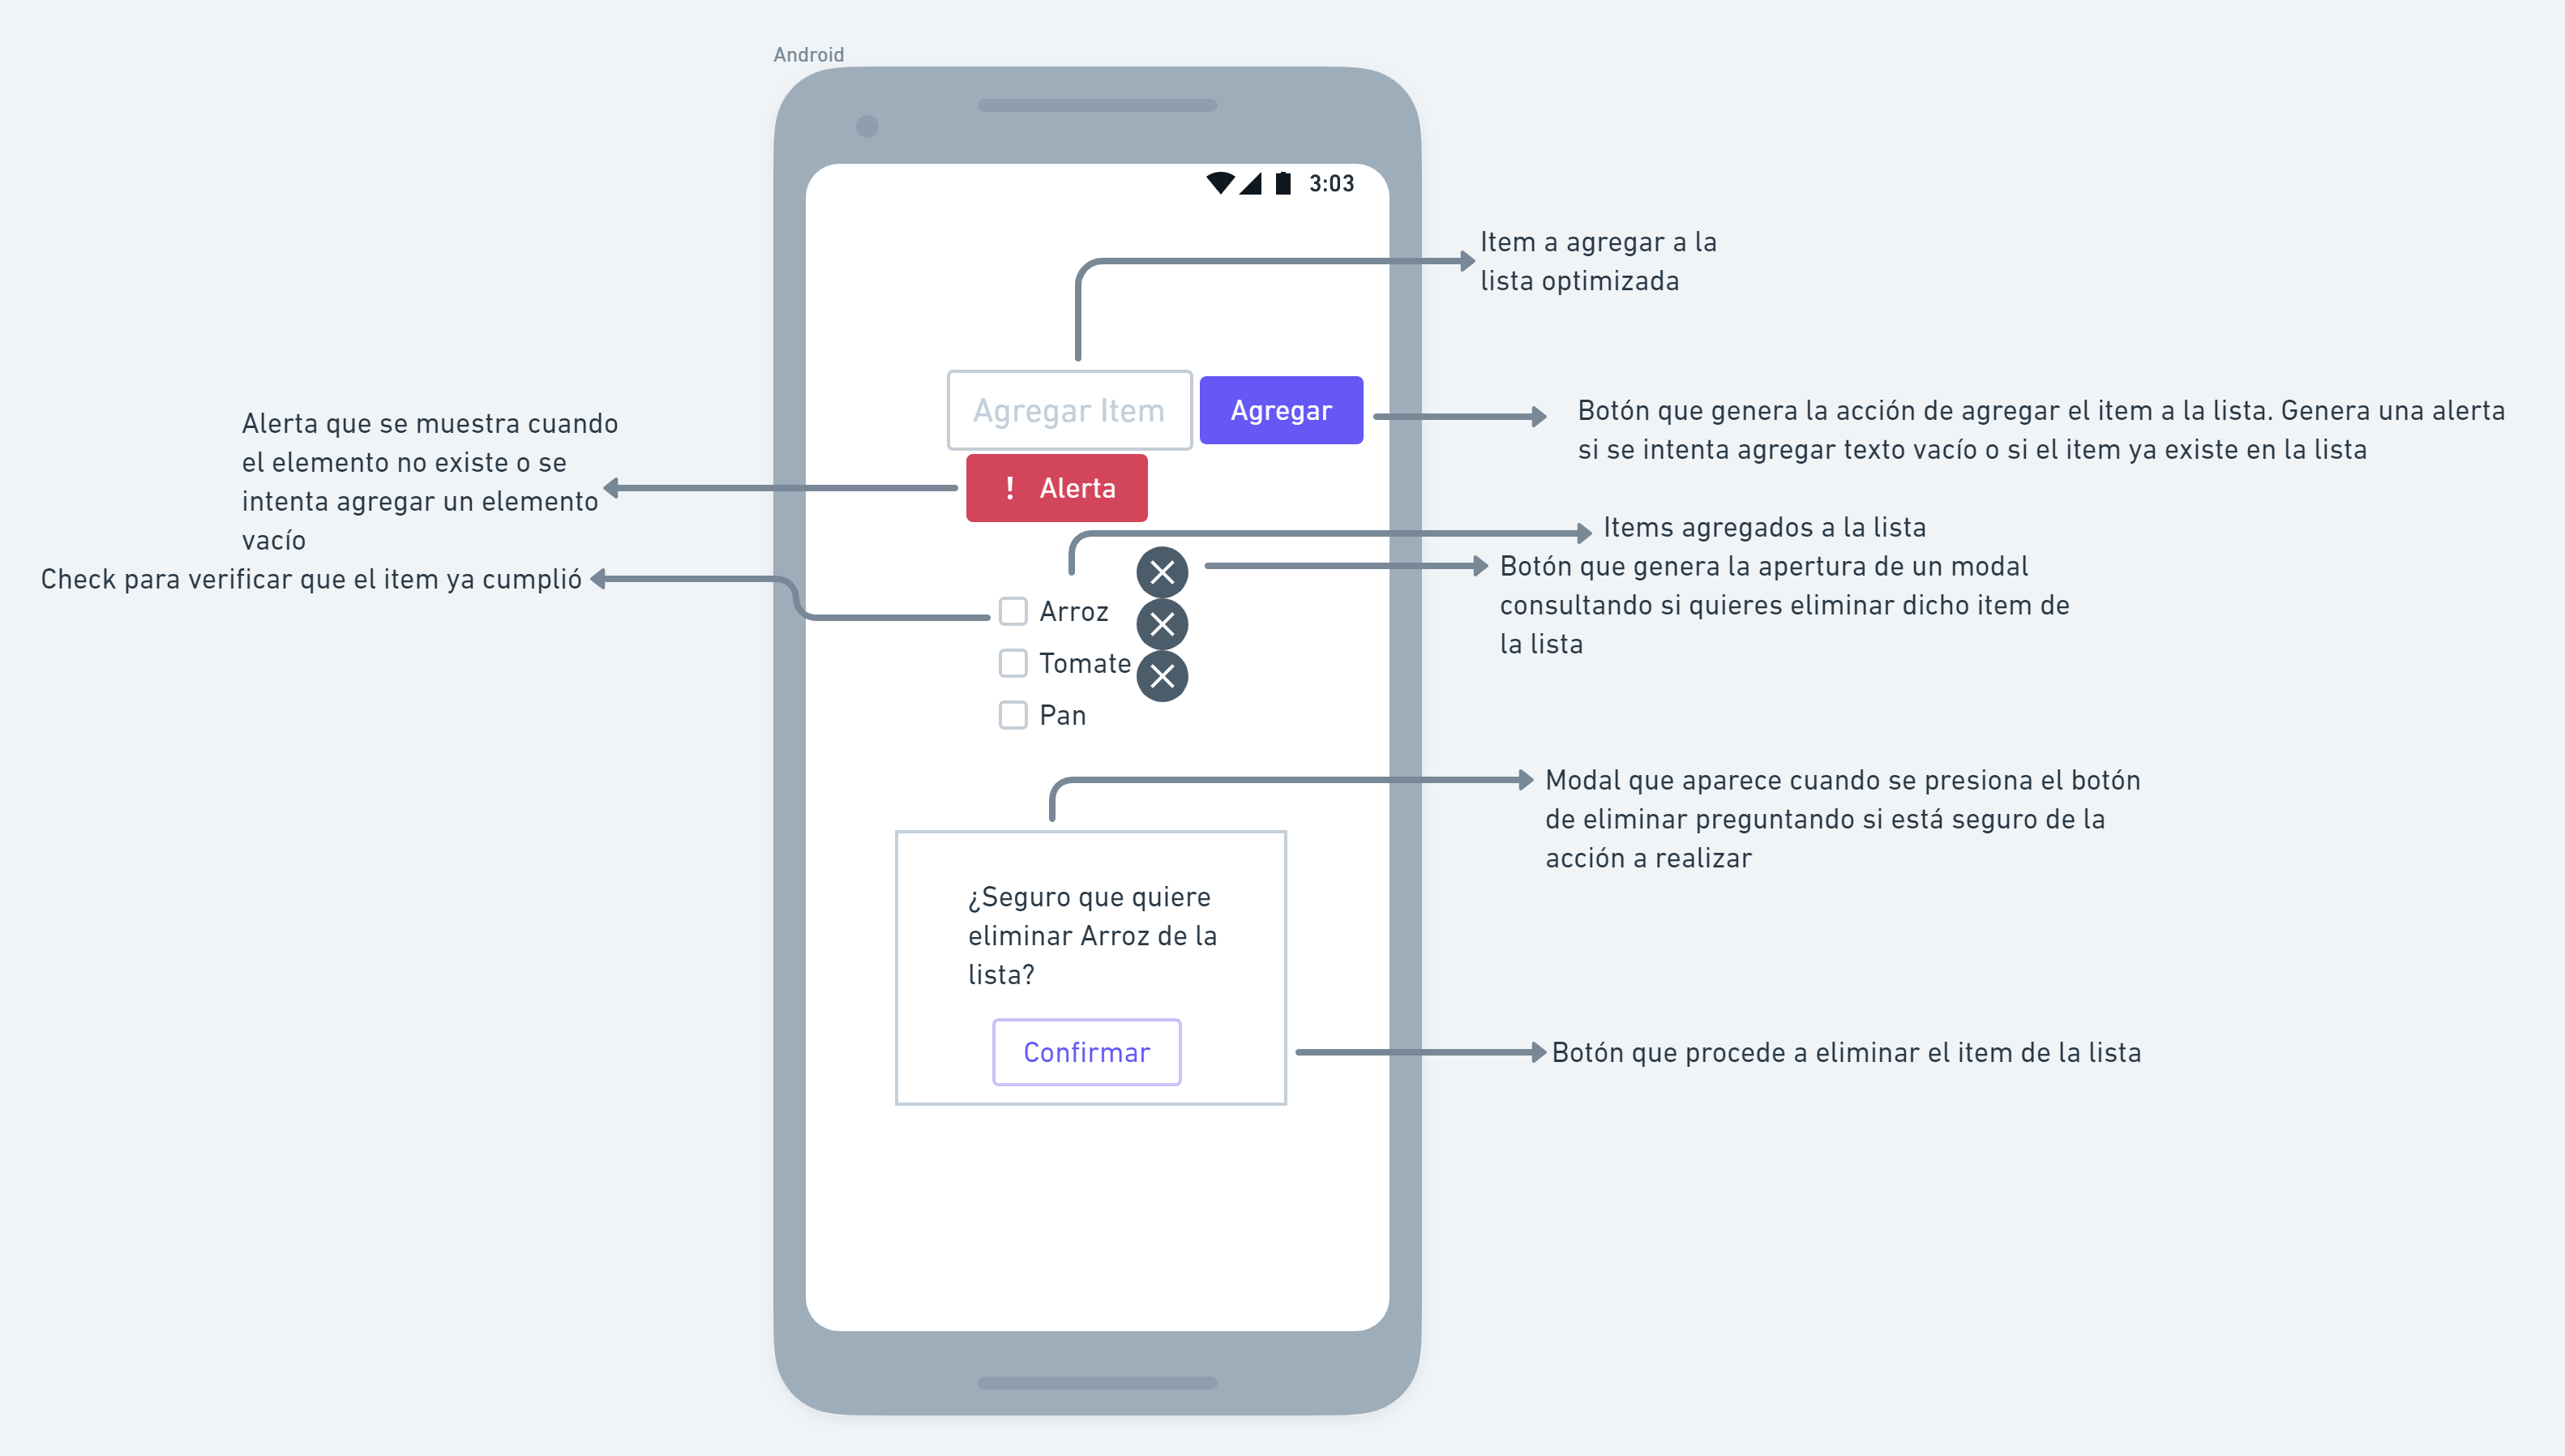 Android
3:03
Item a agregar a la
lista optimizada
Agregar Item
Agregar
Botón que genera la acción de agregar el item a la lista. Genera una alerta
si se intenta agregar texto vacío o si el item ya existe en la lista
Alerta que se muestra cuando
el elemento no existe o se
intenta agregar un elemento
vacío
! Alerta
Items agregados a la lista
Botón que genera la apertura de un modal
consultando si quieres eliminar dicho item de
la lista
Check para verificar que el item ya cumplió
Arroz
Tomate
Pan
Modal que aparece cuando se presiona el botón
de eliminar preguntando si está seguro de la
acción a realizar
¿Seguro que quiere
eliminar Arroz de la
lista?
Confirmar
Botón que procede a eliminar el item de la lista